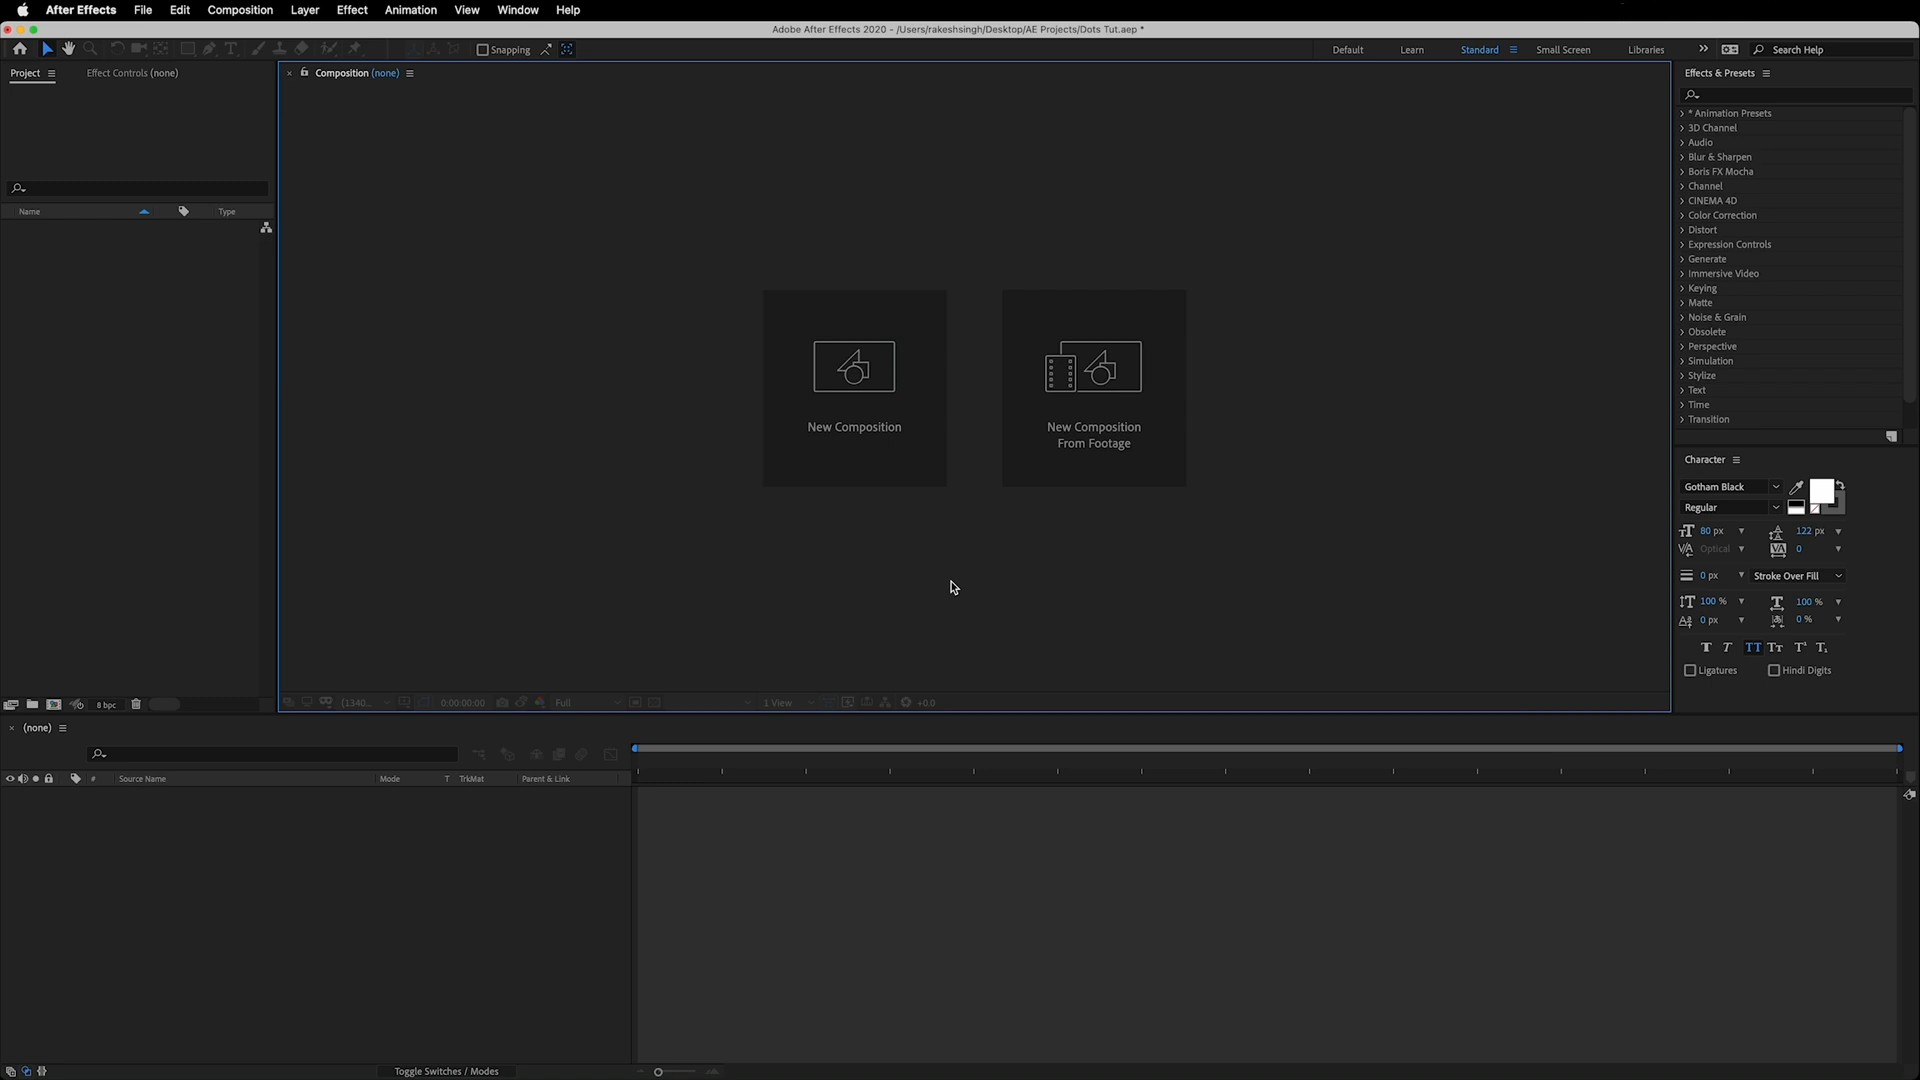 After Effects File Edit Composition Layer Effect Animation View Window Help
Adobe After Effects 2020 - /Users/rakeshsingh/Desktop/AE Projects/Dots Tut.aep *
Snapping
Default Learn Standard Small Screen Libraries Search Help
Project Effect Controls (none)
Composition (none)
Effects & Presets
* Animation Presets
3D Channel
Audio
Blur & Sharpen
Boris FX Mocha
Channel
CINEMA 4D
Color Correction
Distort
Expression Controls
Generate
Immersive Video
Keying
Matte
Noise & Grain
Obsolete
Perspective
Simulation
Stylize
Text
Time
Transition
Name Type
New Composition
New Composition
From Footage
Character
Gotham Black
Regular
80 px 122 px
Optical 0
0 px Stroke Over Fill
100 % 100 %
0 px 0 %
Ligatures Hindi Digits
8 bpc
(1340... 0:00:00:00 Full 1 View +0.0
(none)
# Source Name Mode T TrkMat Parent & Link
Toggle Switches / Modes